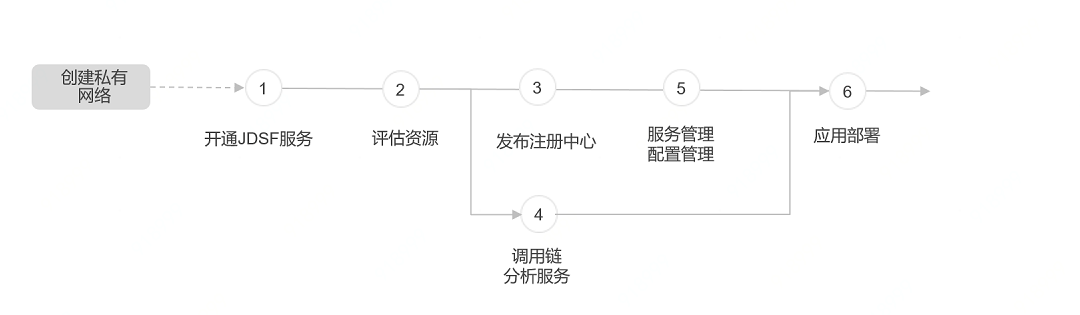 创建私有
网络
1
开通JDSF服务
2
评估资源
3
发布注册中心
5
服务管理
配置管理
6
应用部署
4
调用链
分析服务